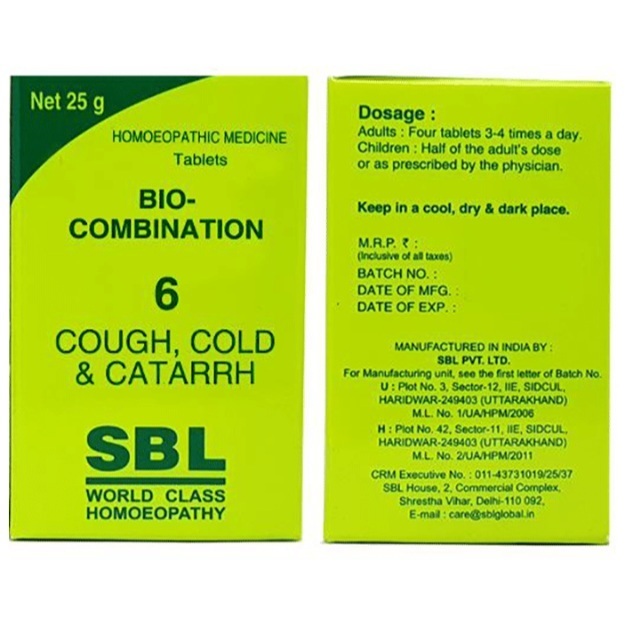 Net 25 g
HOMOEOPATHIC MEDICINE
Tablets
BIO-
COMBINATION
6
COUGH, COLD
& CATARRH
SBL
WORLD CLASS
HOMOEOPATHY
Dosage :
Adults : Four tablets 3-4 times a day.
Children : Half of the adult's dose
or as prescribed by the physician.
Keep in a cool, dry & dark place.
M.R.P. ₹ :
(Inclusive of all taxes)
BATCH NO. :
DATE OF MFG. :
DATE OF EXP. :
MANUFACTURED IN INDIA BY :
SBL PVT. LTD.
For Manufacturing unit, see the first letter of Batch No.
U : Plot No. 3, Sector-12, IIE, SIDCUL,
HARIDWAR-249403 (UTTARAKHAND)
M.L. No. 1/UA/HPM/2006
H : Plot No. 42, Sector-11, IIE, SIDCUL,
HARIDWAR-249403 (UTTARAKHAND)
M.L. No. 2/UA/HPM/2011
CRM Executive No. : 011-43731019/25/37
SBL House, 2, Commercial Complex,
Shrestha Vihar, Delhi-110 092,
E-mail : care@sblglobal.in